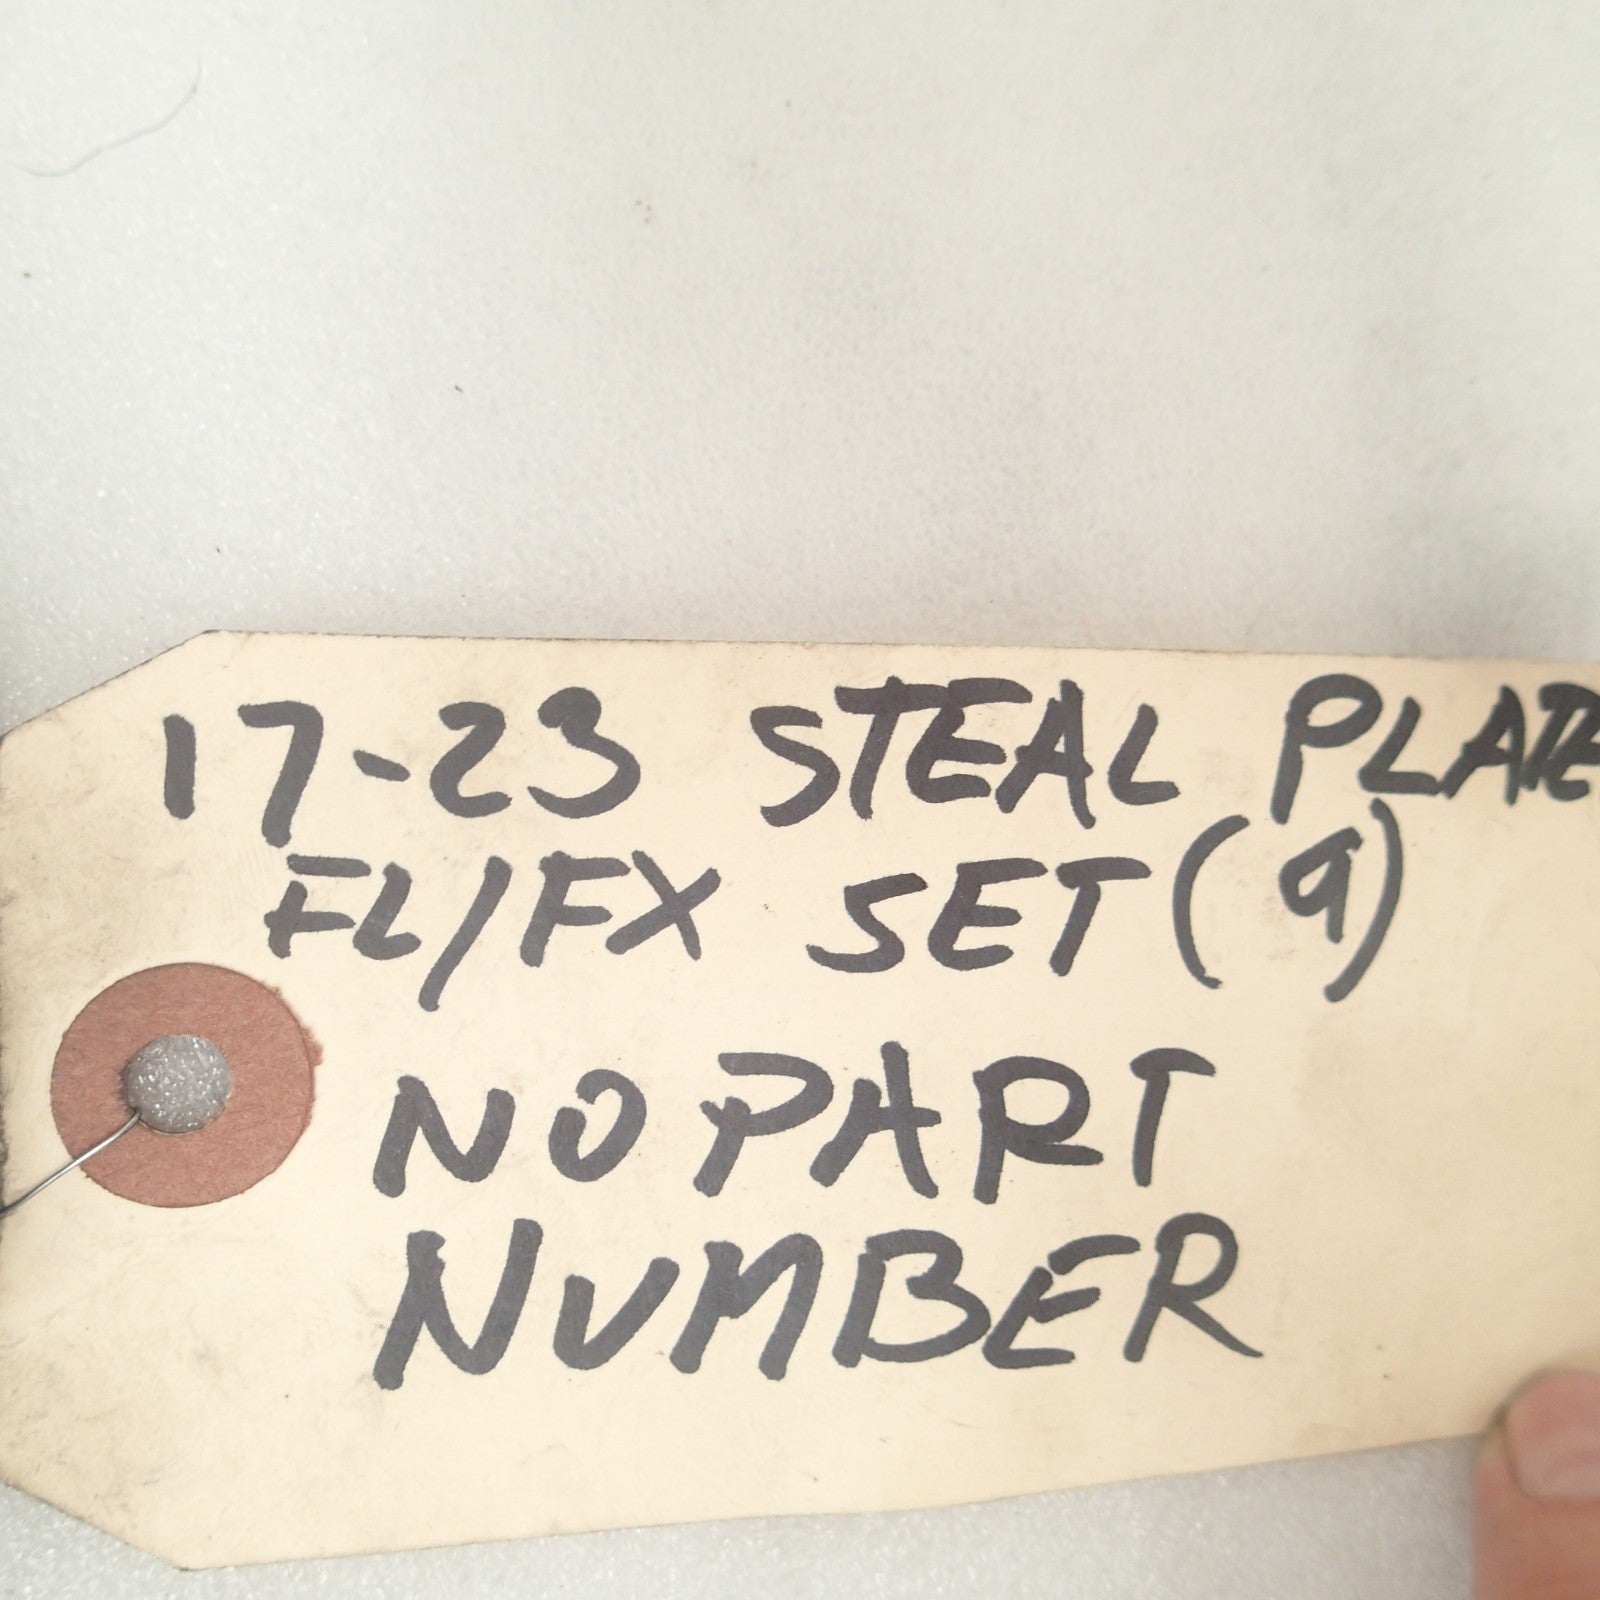 17-23 STEAL PLATE
FL/FX SET (9)
NO PART
NUMBER